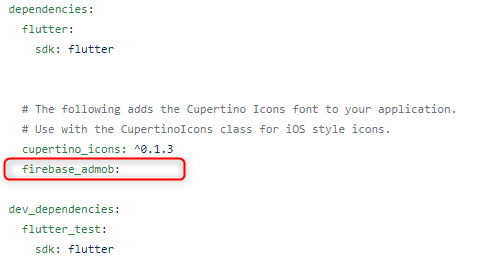 dependencies:
flutter:
sdk: flutter
# The following adds the Cupertino Icons font to your application.
# Use with the CupertinoIcons class for iOS style icons.
cupertino_icons: ^0.1.3
firebase_admob:
dev_dependencies:
flutter_test:
sdk: flutter